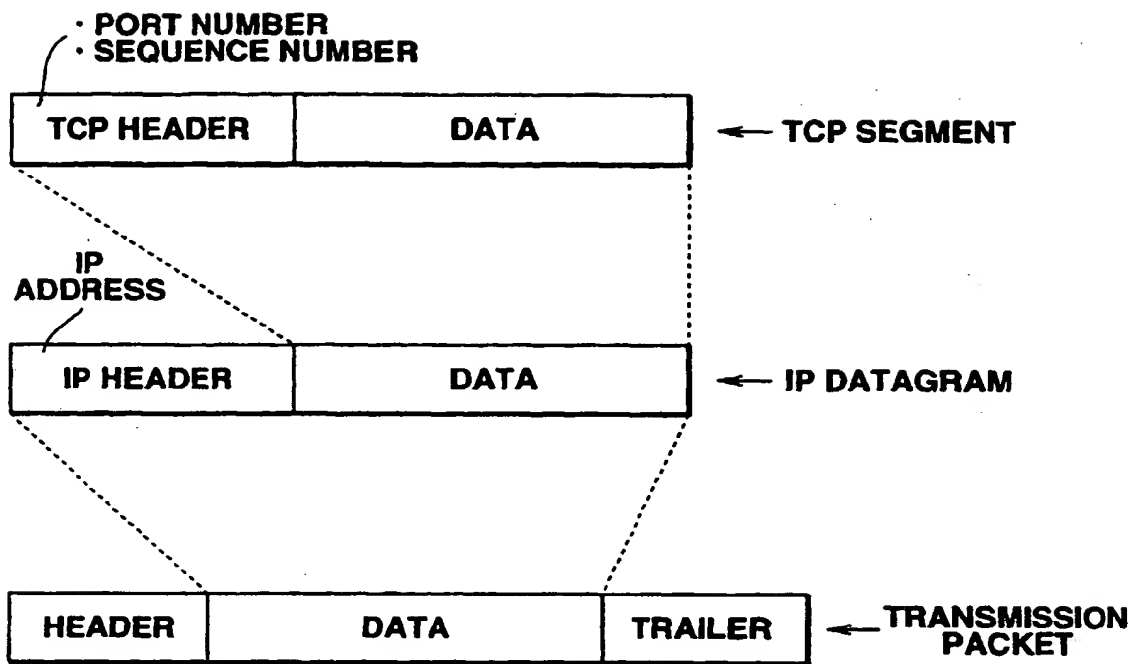 · PORT NUMBER
· SEQUENCE NUMBER
TCP HEADER DATA ← TCP SEGMENT
IP
ADDRESS
IP HEADER DATA ← IP DATAGRAM
HEADER DATA TRAILER ← TRANSMISSION
PACKET